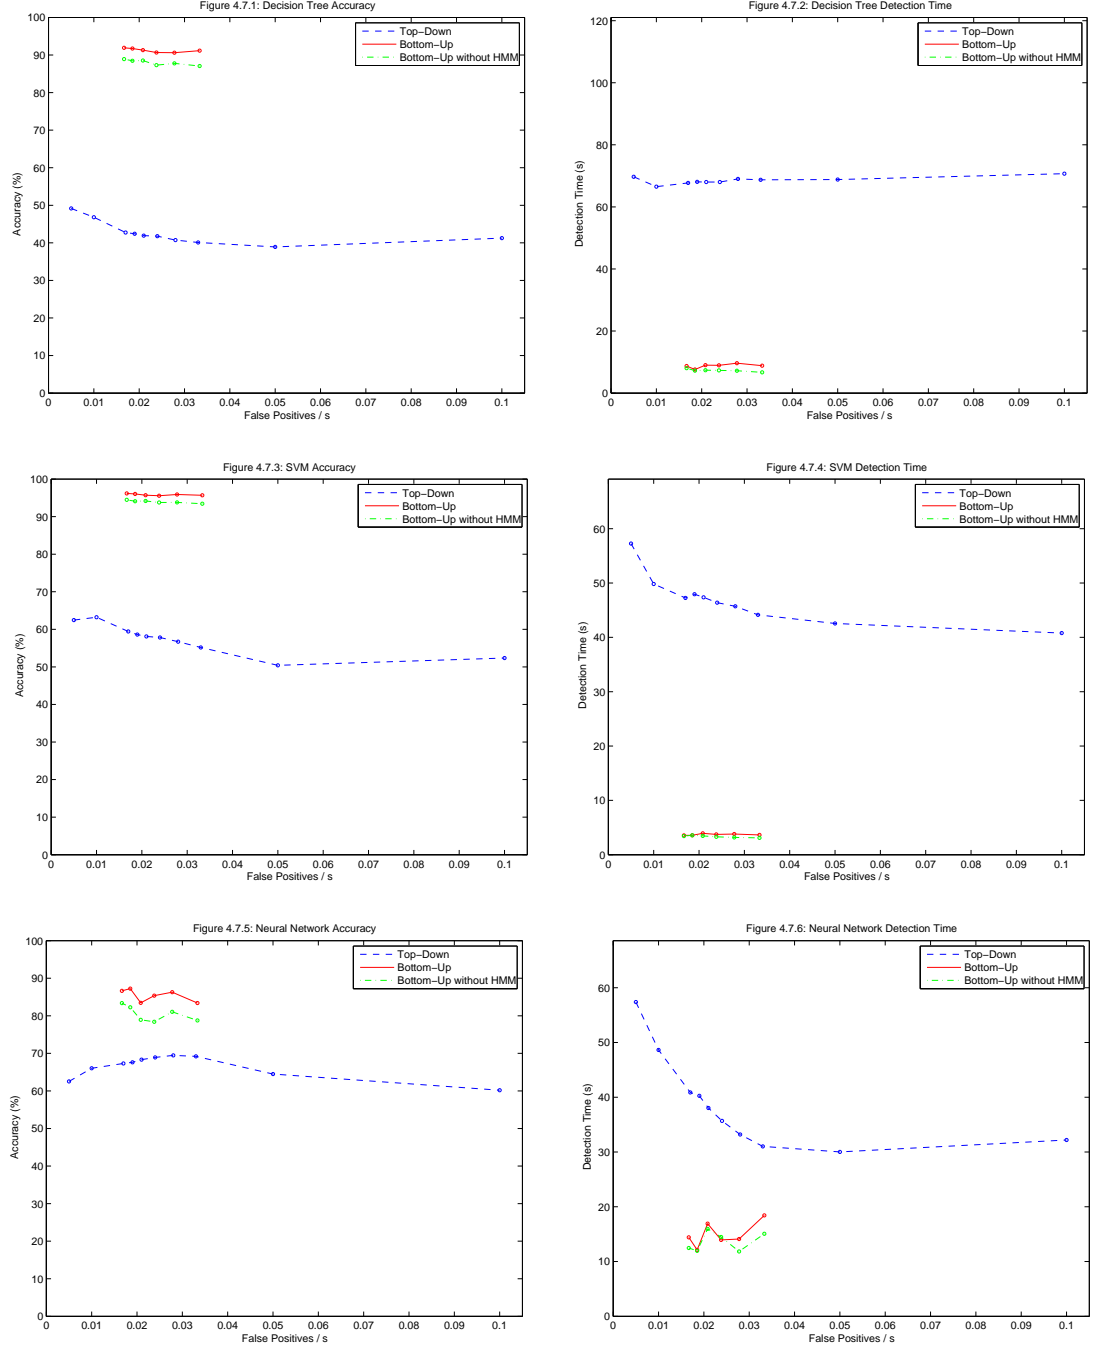 Figure 4.7.1: Decision Tree Accuracy
100
90
80
70
60
50
40
30
20
10
0
Accuracy (%)
Top-Down
Bottom-Up
Bottom-Up without HMM
0 0.01 0.02 0.03 0.04 0.05 0.06 0.07 0.08 0.09 0.1
False Positives / s
Figure 4.7.2: Decision Tree Detection Time
120
100
80
60
40
20
0
Detection Time (s)
Top-Down
Bottom-Up
Bottom-Up without HMM
0 0.01 0.02 0.03 0.04 0.05 0.06 0.07 0.08 0.09 0.1
False Positives / s
Figure 4.7.3: SVM Accuracy
100
90
80
70
60
50
40
30
20
10
0
Accuracy (%)
Top-Down
Bottom-Up
Bottom-Up without HMM
0 0.01 0.02 0.03 0.04 0.05 0.06 0.07 0.08 0.09 0.1
False Positives / s
Figure 4.7.4: SVM Detection Time
60
50
40
30
20
10
0
Detection Time (s)
Top-Down
Bottom-Up
Bottom-Up without HMM
0 0.01 0.02 0.03 0.04 0.05 0.06 0.07 0.08 0.09 0.1
False Positives / s
Figure 4.7.5: Neural Network Accuracy
100
90
80
70
60
50
40
30
20
10
0
Accuracy (%)
Top-Down
Bottom-Up
Bottom-Up without HMM
0 0.01 0.02 0.03 0.04 0.05 0.06 0.07 0.08 0.09 0.1
False Positives / s
Figure 4.7.6: Neural Network Detection Time
60
50
40
30
20
10
0
Detection Time (s)
Top-Down
Bottom-Up
Bottom-Up without HMM
0 0.01 0.02 0.03 0.04 0.05 0.06 0.07 0.08 0.09 0.1
False Positives / s